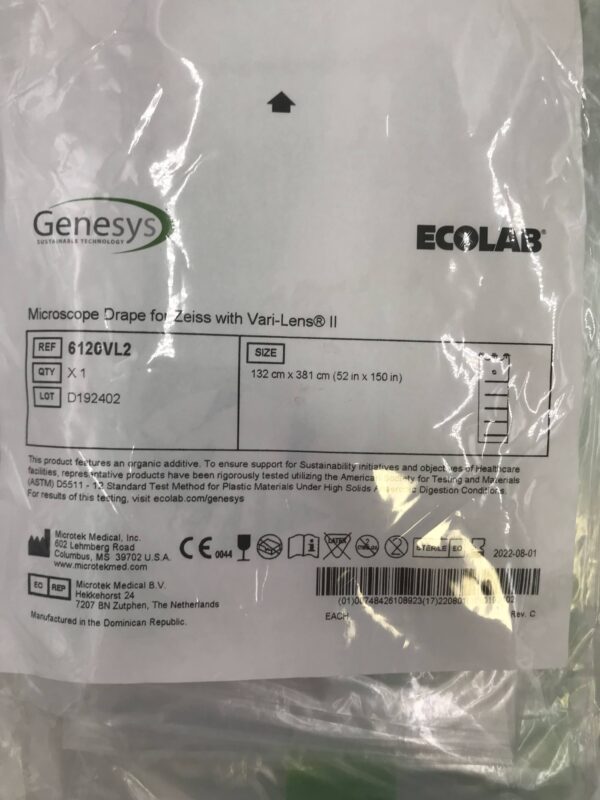 Genesys
SUSTAINABLE TECHNOLOGY
ECOLAB®
Microscope Drape for Zeiss with Vari-Lens® II
REF 6120VL2
QTY X 1
LOT D192402
SIZE
132 cm x 381 cm (52 in x 150 in)
This product features an organic additive. To ensure support for Sustainability initiatives and objectives of Healthcare
facilities, representative products have been rigorously tested utilizing the American Society for Testing and Materials
(ASTM) D5511 - 12 Standard Test Method for Plastic Materials Under High Solids Digestion Conditions.
For results of this testing, visit ecolab.com/genesys
Microtek Medical, Inc.
602 Lehmberg Road
Columbus, MS 39702 U.S.A.
www.microtekmed.com
CE 0044
LATEX
2
STERILE EO
2022-08-01
EC REP
Microtek Medical B.V.
Hekkehorst 24
7207 BN Zutphen, The Netherlands
Manufactured in the Dominican Republic.
EACH
Rev. C